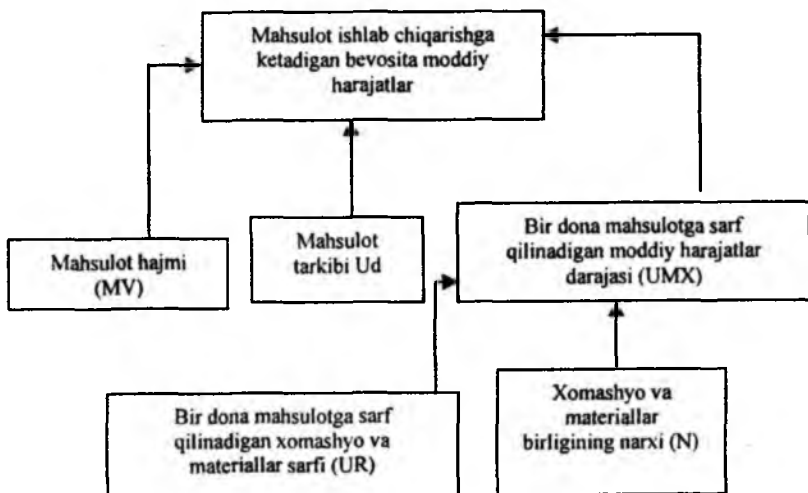 Mahsulot ishlab chiqarishga
ketadigan bevosita moddiy
harajatlar
Mahsulot hajmi
(MV)
Mahsulot
tarkibi Ud
Bir dona mahsulotga sarf
qilinadigan moddiy harajatlar
darajasi (UMX)
Bir dona mahsulotga sarf
qilinadigan xomashyo va
materiallar sarfi (UR)
Xomashyo va
materiallar
birligining narxi (N)